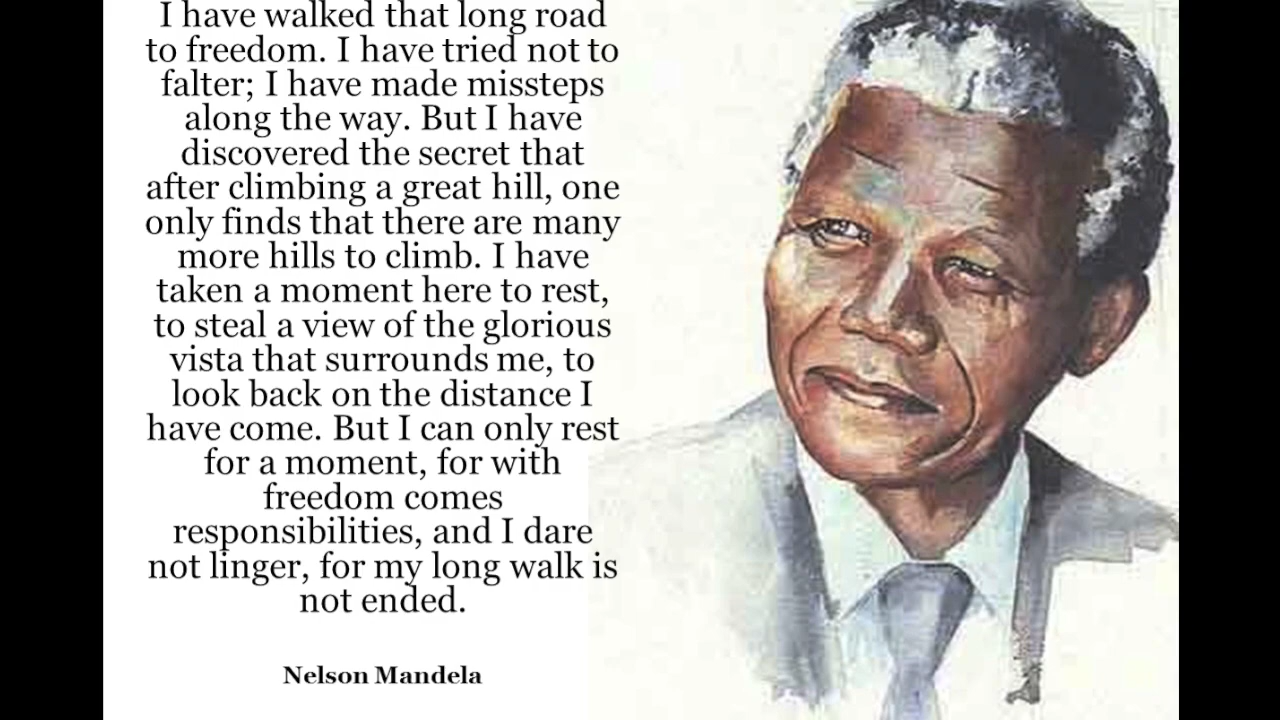 I have walked that long road
to freedom. I have tried not to
falter; I have made missteps
along the way. But I have
discovered the secret that
after climbing a great hill, one
only finds that there are many
more hills to climb. I have
taken a moment here to rest,
to steal a view of the glorious
vista that surrounds me, to
look back on the distance I
have come. But I can only rest
for a moment, for with
freedom comes
responsibilities, and I dare
not linger, for my long walk is
not ended.
Nelson Mandela